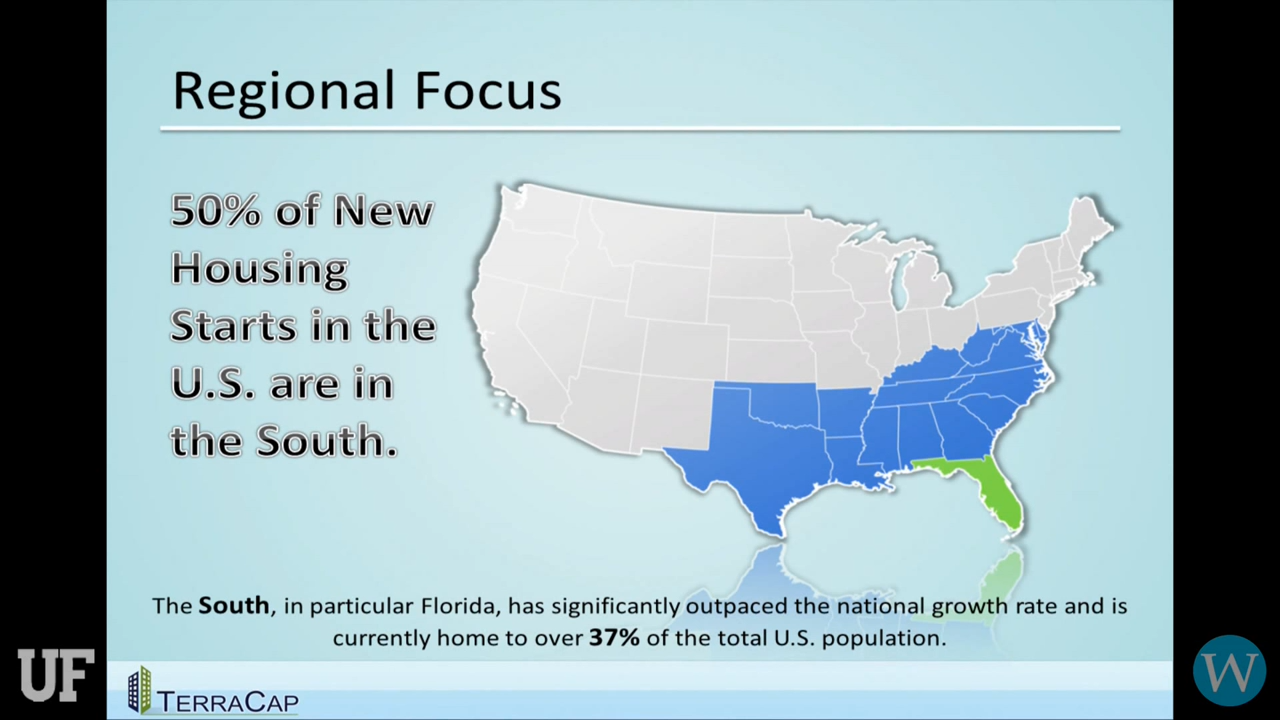 Regional Focus
50% of New
Housing
Starts in the
U.S. are in
the South.
The South, in particular Florida, has significantly outpaced the national growth rate and is
currently home to over 37% of the total U.S. population.
UF
TERRACAP
W